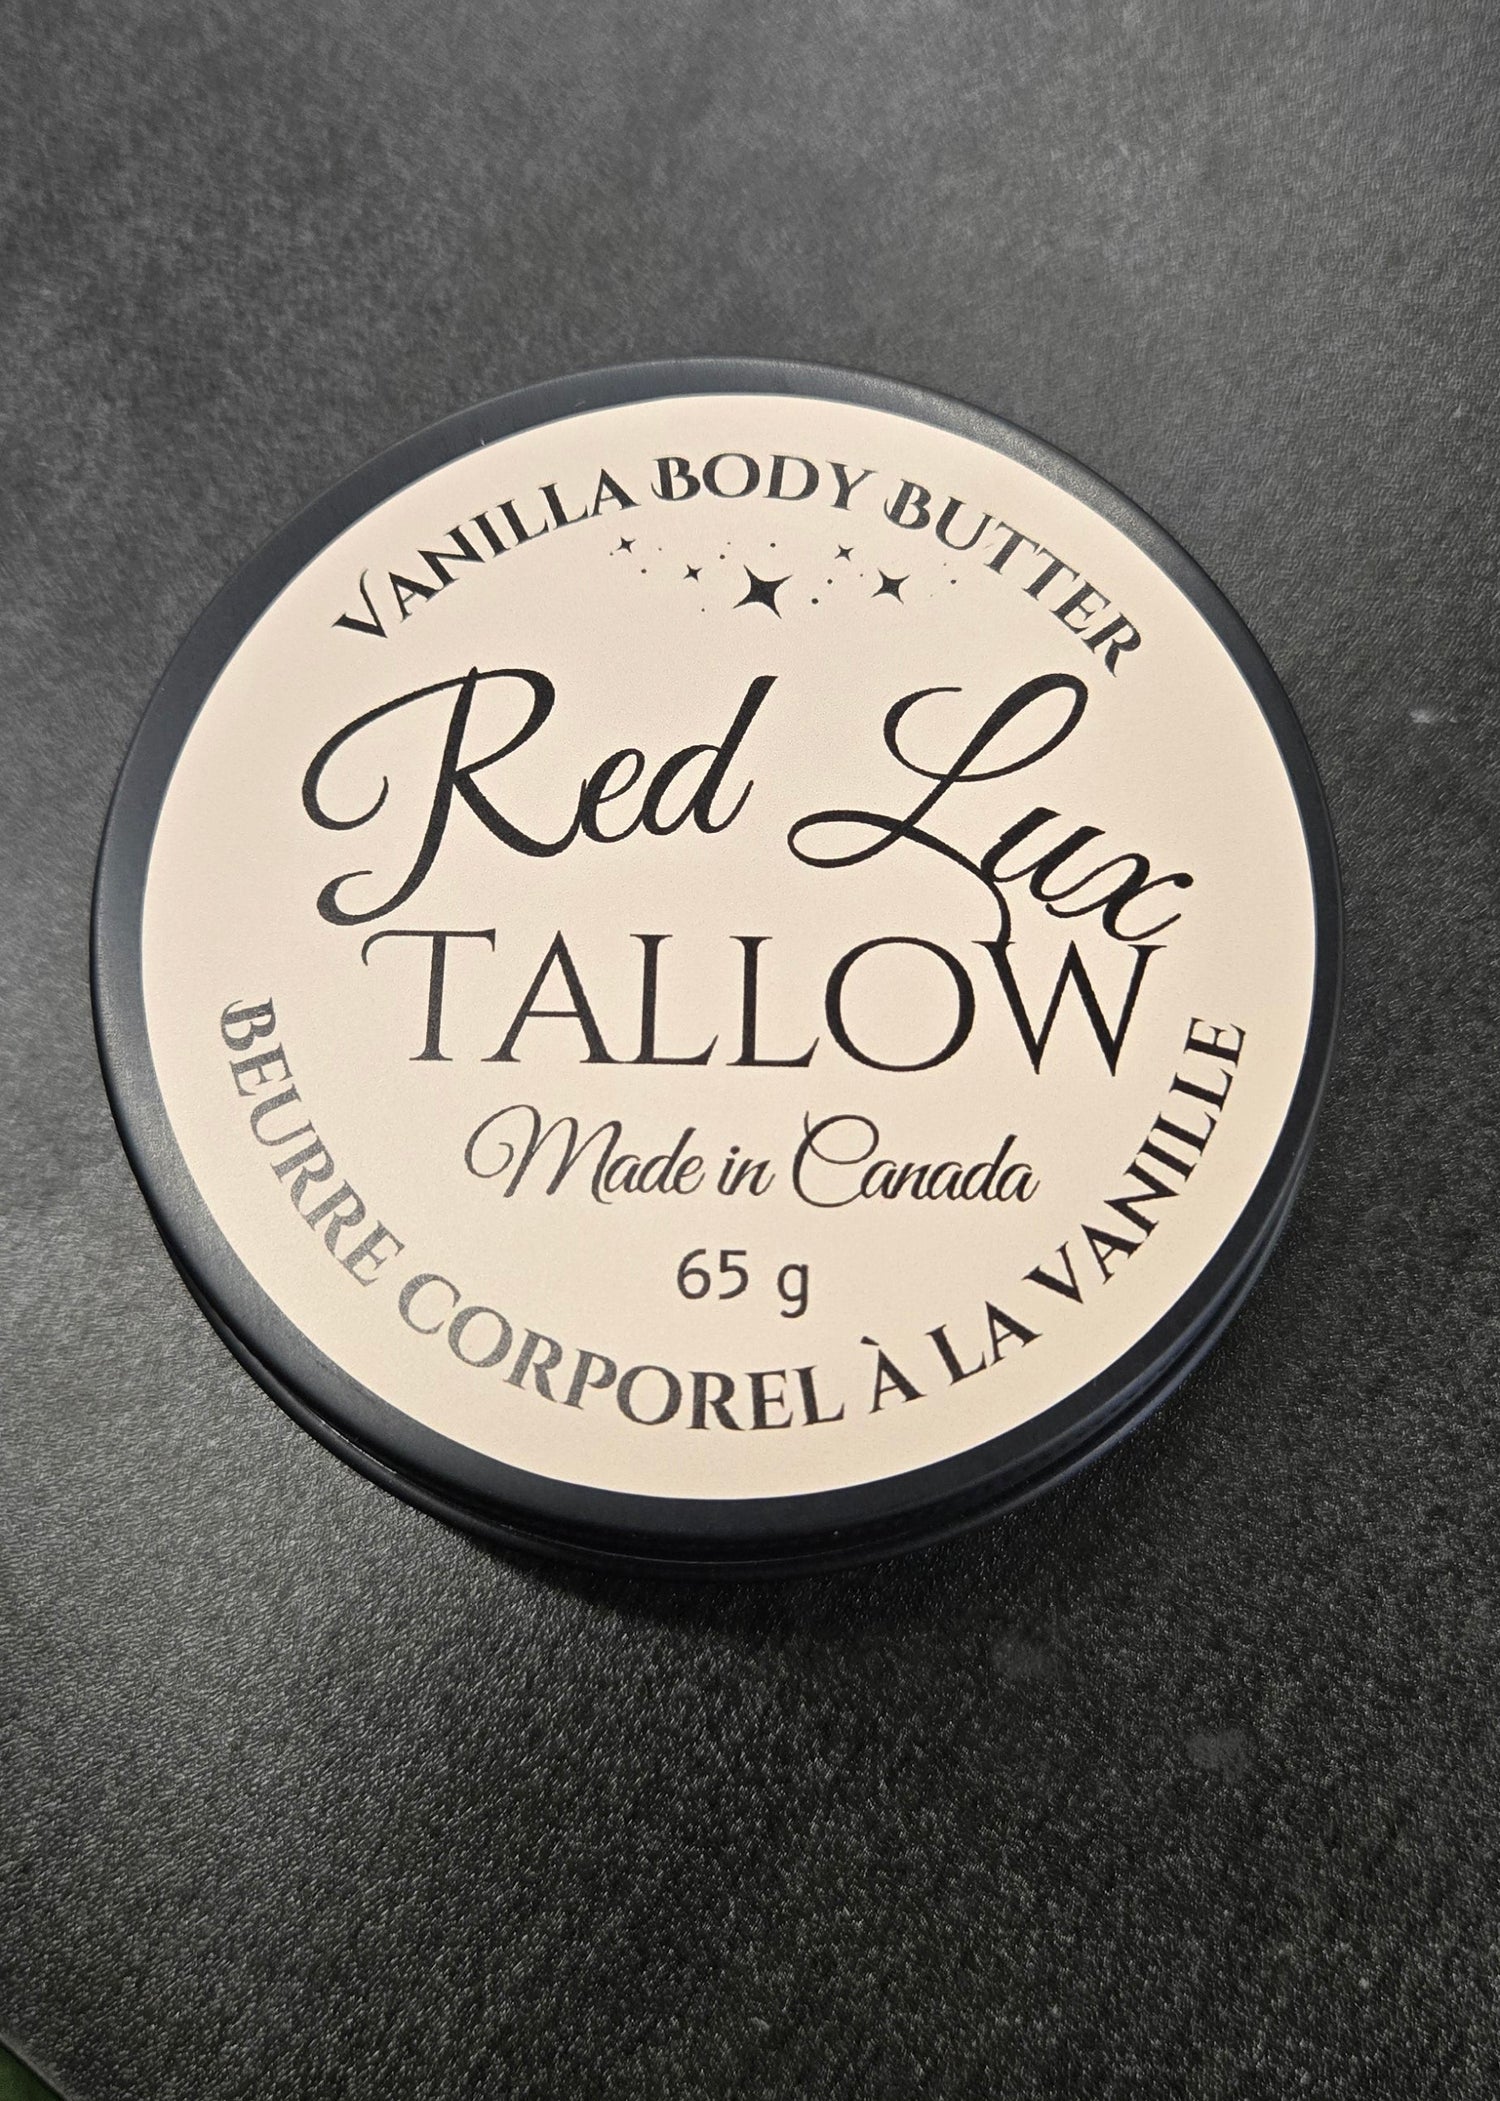 VANILLA BODY BUTTER
Red Lux
TALLOW
Made in Canada
65 g
BEURRE CORPOREL À LA VANILLE